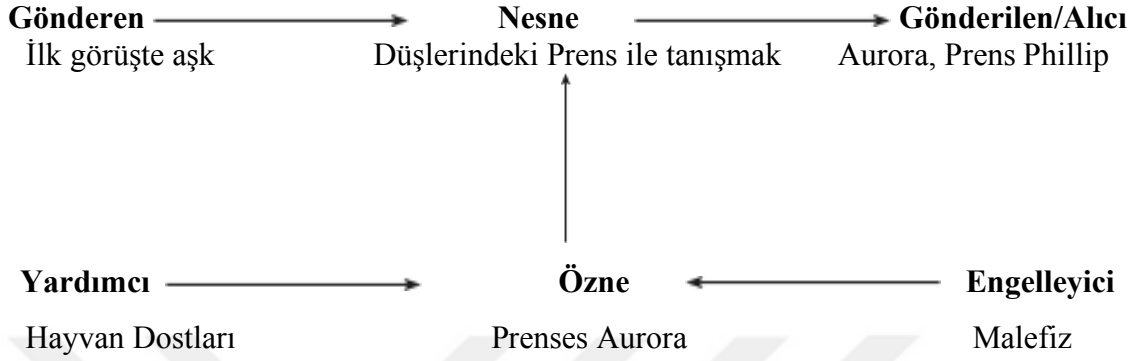 Gönderen Nesne Gönderilen/Alıcı
İlk görüşte aşk Düşlerindeki Prens ile tanışmak Aurora, Prens Phillip
Yardımcı Özne Engelleyici
Hayvan Dostları Prenses Aurora Malefiz